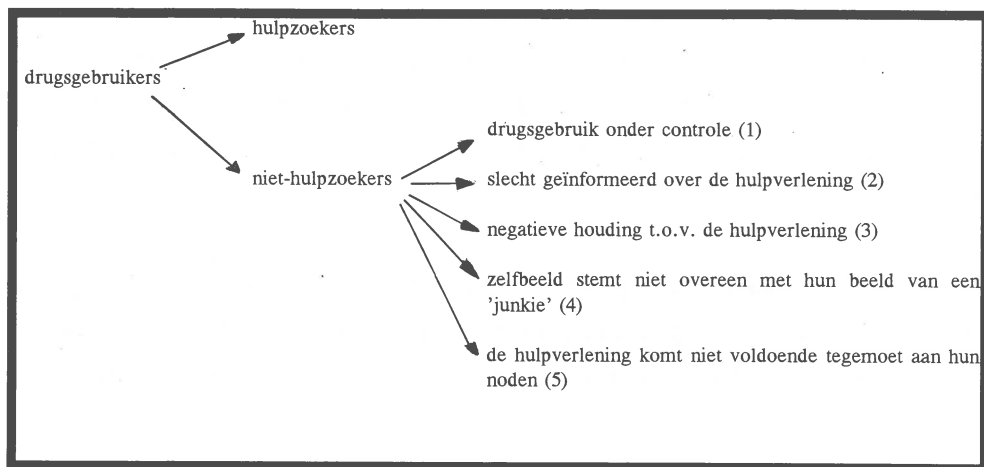 hulpzoekers
drugsgebruikers
drugsgebruik onder controle (1)
niet-hulpzoekers
slecht geïnformeerd over de hulpverlening (2)
negatieve houding t.o.v. de hulpverlening (3)
zelfbeeld stemt niet overeen met hun beeld van een
'junkie' (4)
de hulpverlening komt niet voldoende tegemoet aan hun
noden (5)